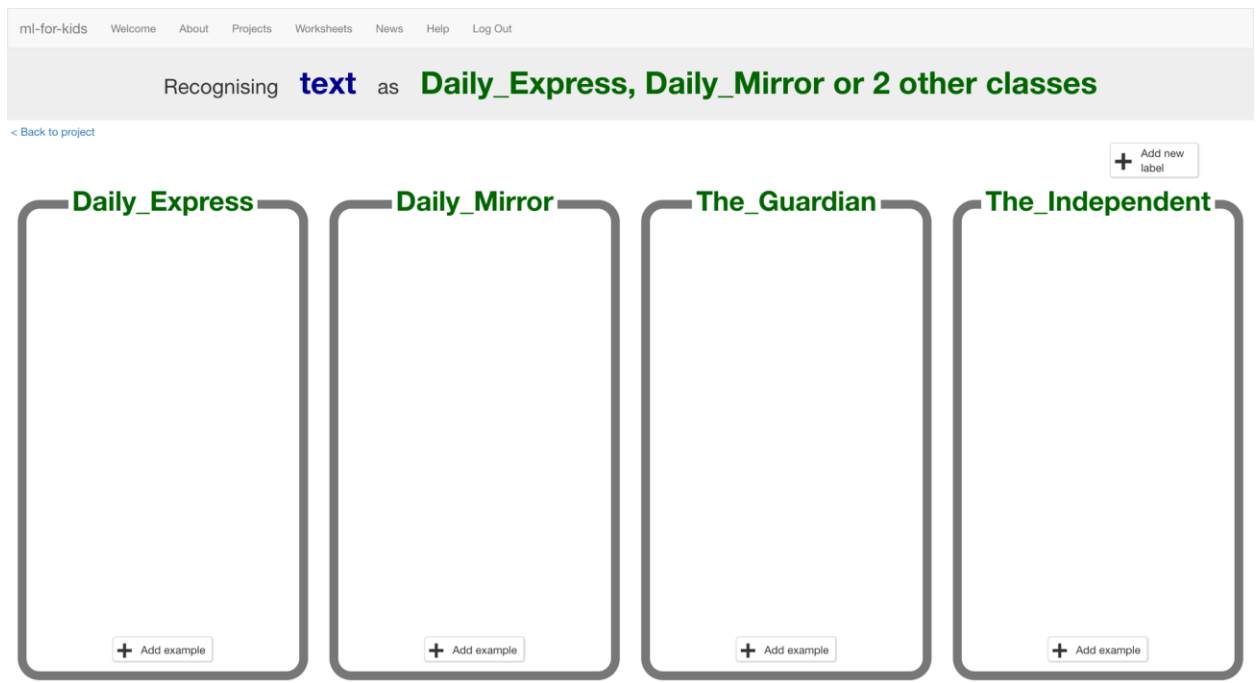 ml-for-kids Welcome About Projects Worksheets News Help Log Out
Recognising text as Daily_Express, Daily_Mirror or 2 other classes
< Back to project
Add new
label
Daily_Express Daily_Mirror The_Guardian The_Independent
Add example Add example Add example Add example